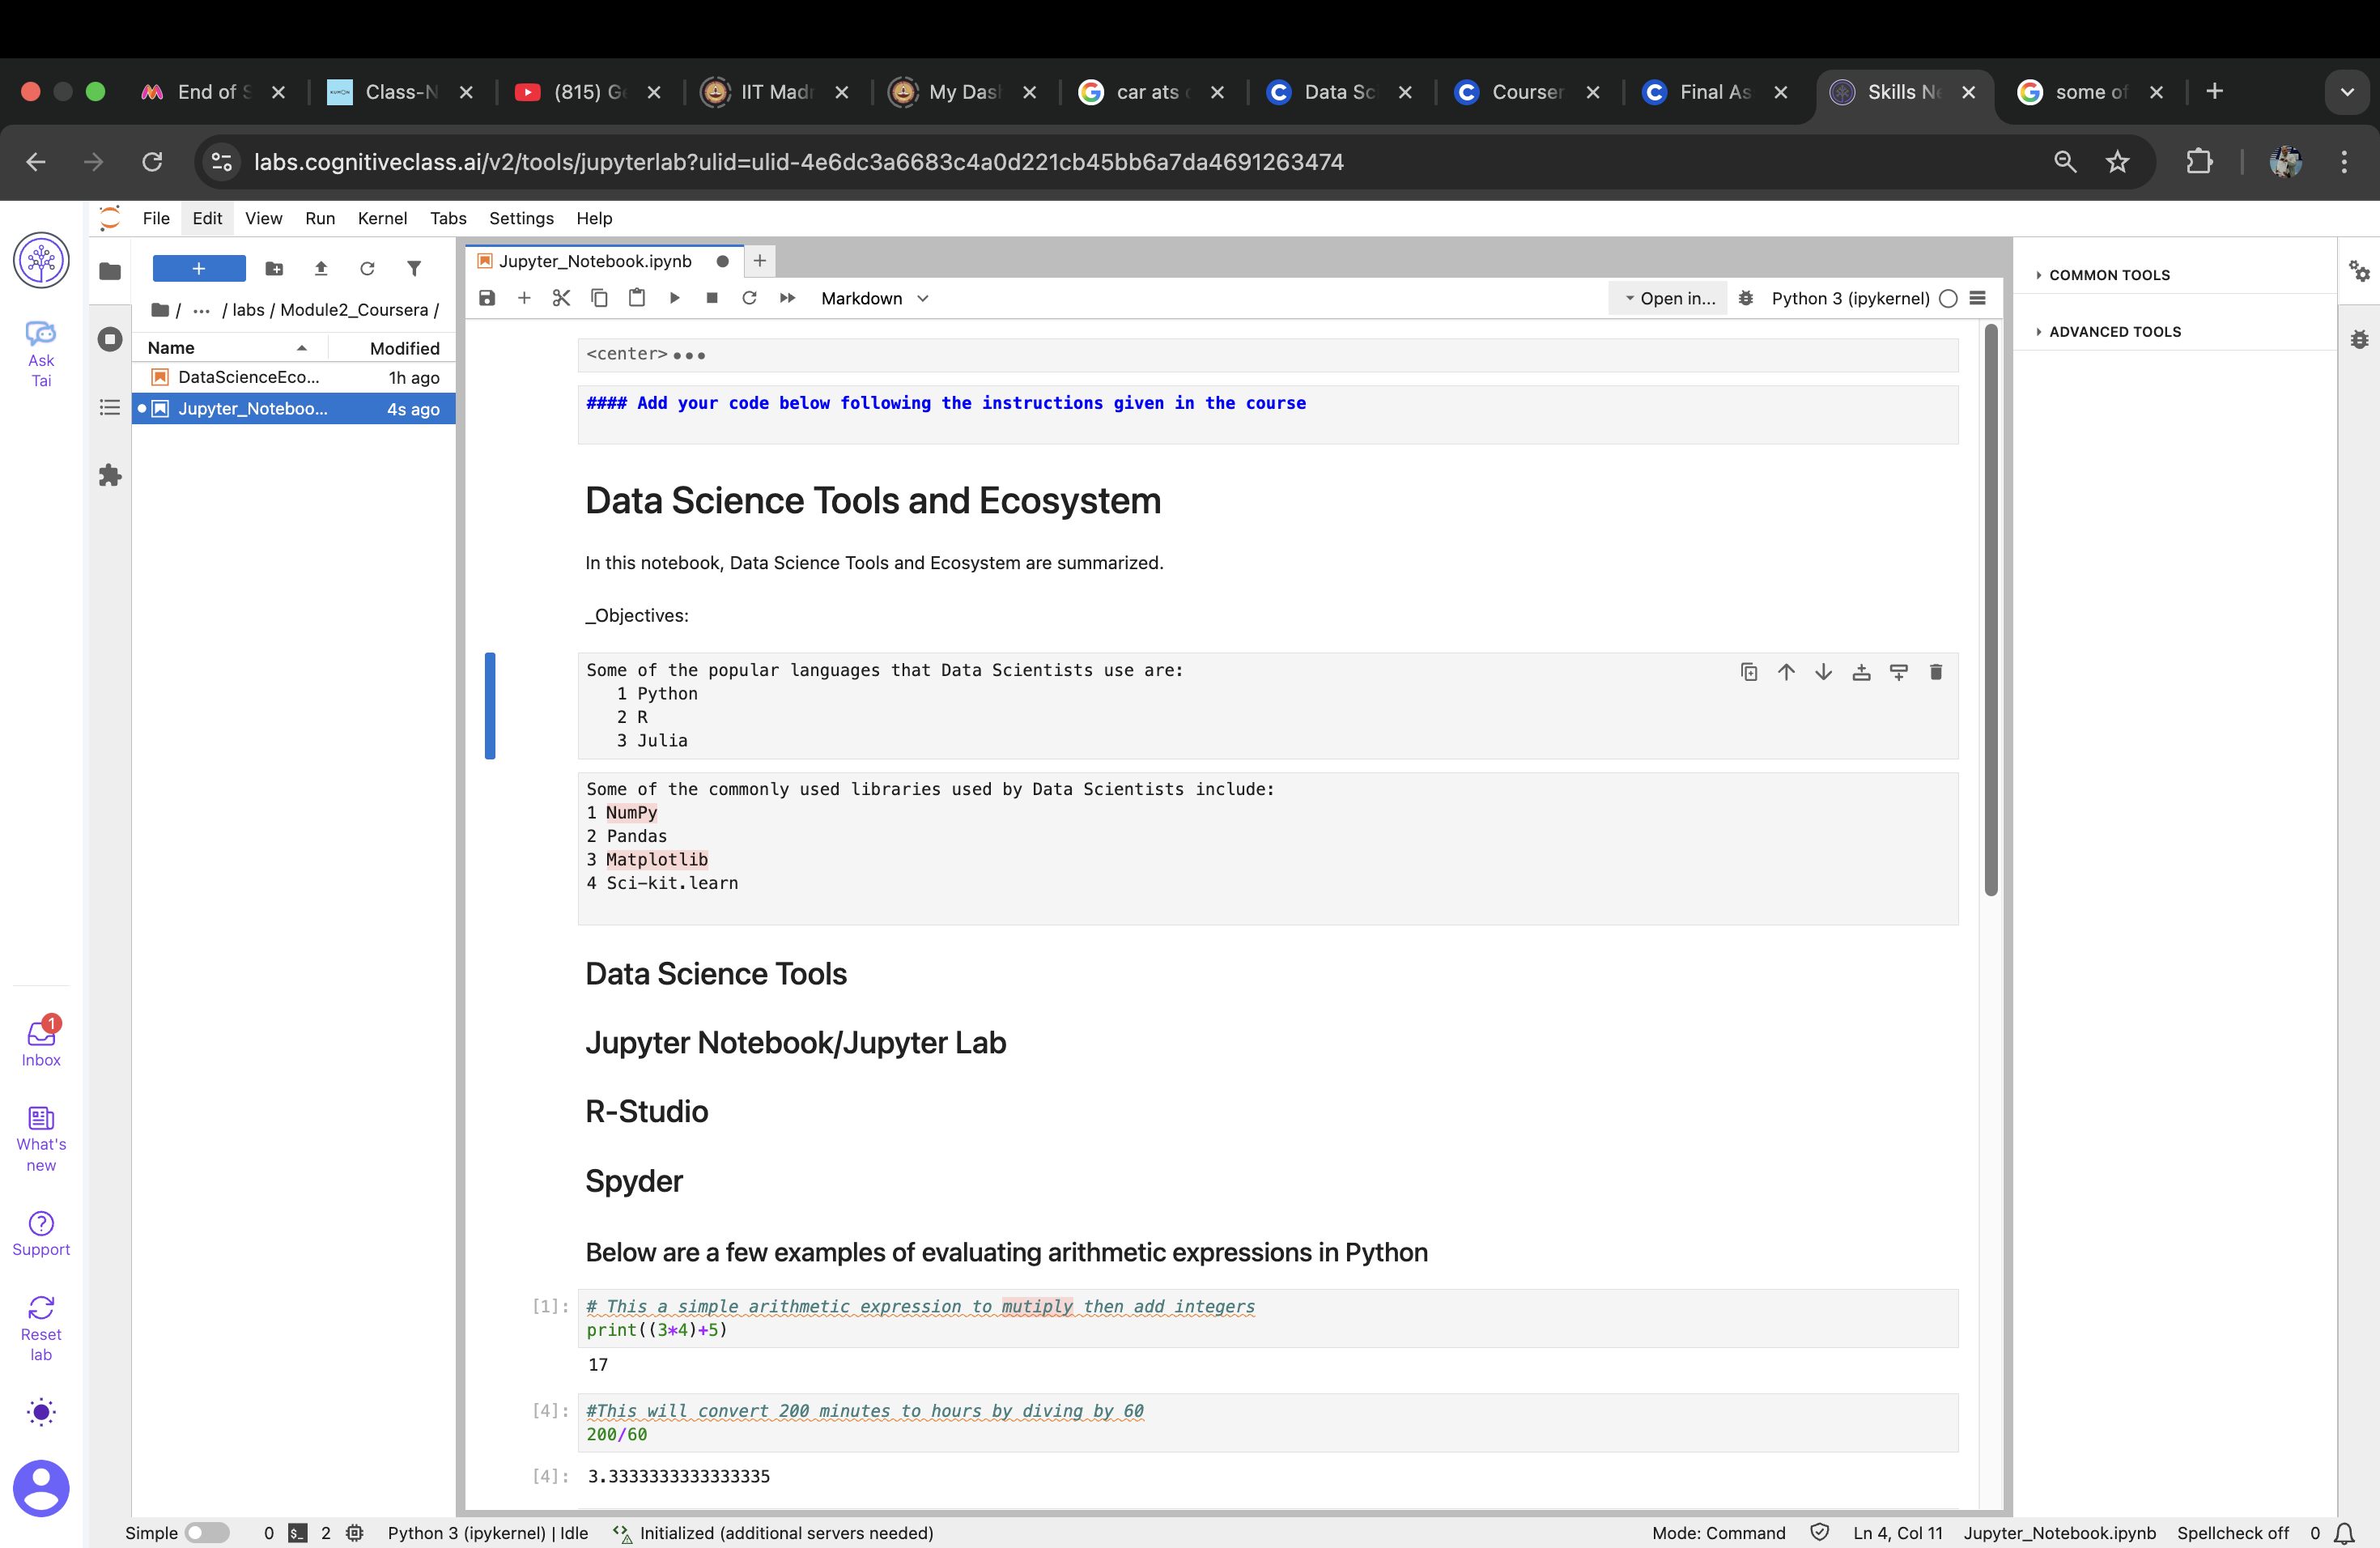 End of S
Class-N
(815) Ge
IIT Madr
My Dash
car ats c
Data Sc
Courser
Final As
Skills Ne
some of
labs.cognitiveclass.ai/v2/tools/jupyterlab?ulid=ulid-4e6dc3a6683c4a0d221cb45bb6a7da4691263474
File Edit View Run Kernel Tabs Settings Help
Ask
Tai
Inbox
1
What's
new
Support
Reset
lab
+
/ ... / labs / Module2_Coursera /
Name Modified
DataScienceEco... 1h ago
Jupyter_Noteboo... 4s ago
Jupyter_Notebook.ipynb
Markdown
Open in...
Python 3 (ipykernel)
<center>•••
#### Add your code below following the instructions given in the course
Data Science Tools and Ecosystem
In this notebook, Data Science Tools and Ecosystem are summarized.
_Objectives:
Some of the popular languages that Data Scientists use are:
1 Python
2 R
3 Julia
Some of the commonly used libraries used by Data Scientists include:
1 NumPy
2 Pandas
3 Matplotlib
4 Sci-kit.learn
Data Science Tools
Jupyter Notebook/Jupyter Lab
R-Studio
Spyder
Below are a few examples of evaluating arithmetic expressions in Python
[1]: # This a simple arithmetic expression to mutiply then add integers
print((3*4)+5)
17
[4]: #This will convert 200 minutes to hours by diving by 60
200/60
[4]: 3.3333333333333335
COMMON TOOLS
ADVANCED TOOLS
Simple 0 $_ 2 Python 3 (ipykernel) | Idle Initialized (additional servers needed) Mode: Command Ln 4, Col 11 Jupyter_Notebook.ipynb Spellcheck off 0